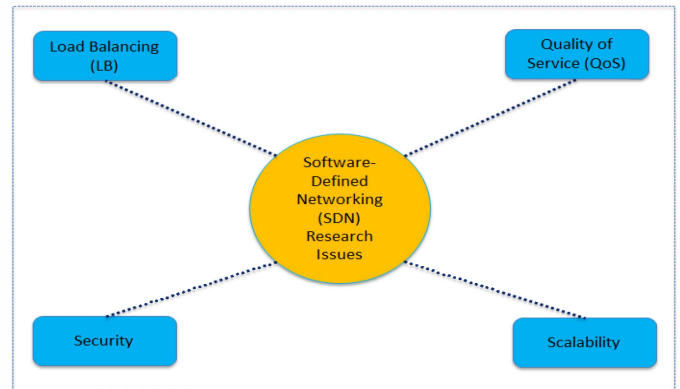 Load Balancing
(LB)
Quality of
Service (QoS)
Software-
Defined
Networking
(SDN)
Research
Issues
Security
Scalability